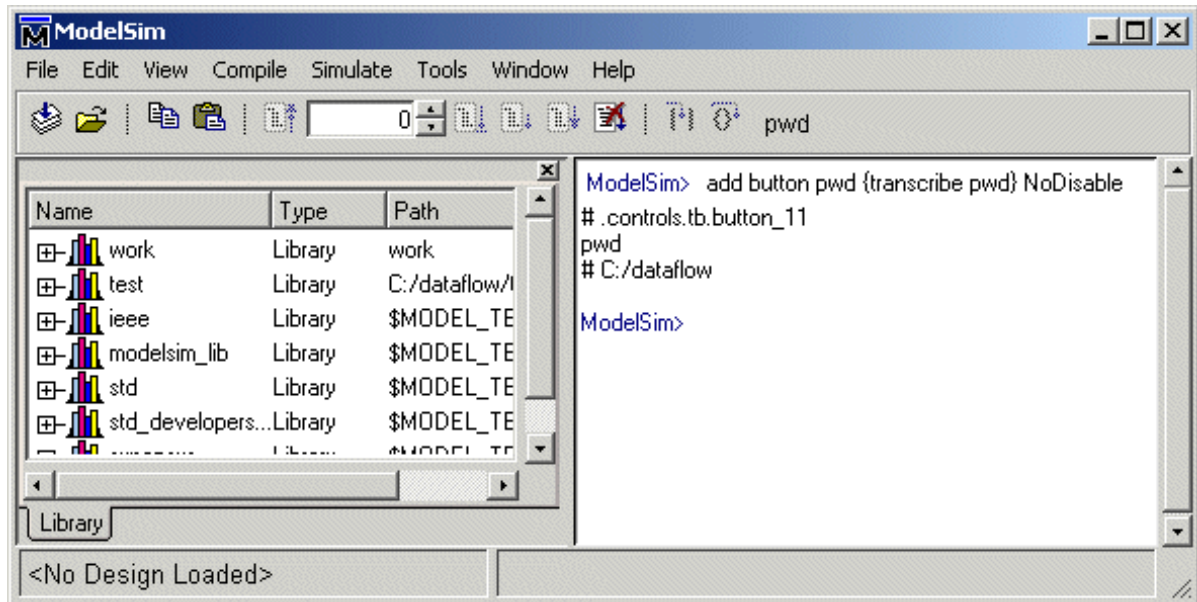 ModelSim
File Edit View Compile Simulate Tools Window Help
0 pwd
Name Type Path
work Library work
test Library C:/dataflow/
ieee Library $MODEL_TE
modelsim_lib Library $MODEL_TE
std Library $MODEL_TE
std_developers...Library $MODEL_TE
Library
<No Design Loaded>
ModelSim> add button pwd {transcribe pwd} NoDisable
# .controls.tb.button_11
pwd
# C:/dataflow
ModelSim>